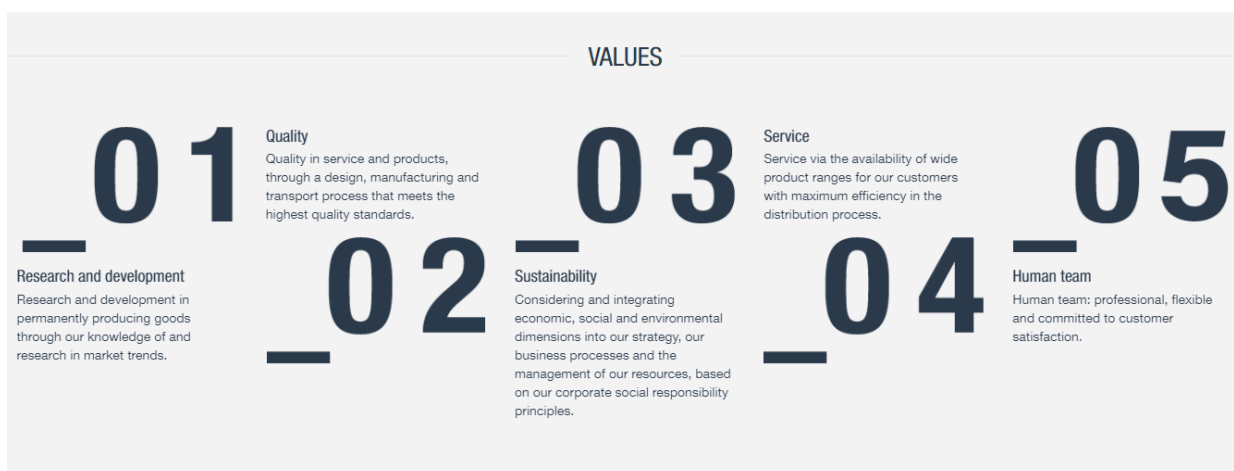 VALUES
01
Research and development
Research and development in
permanently producing goods
through our knowledge of and
research in market trends.
Quality
Quality in service and products,
through a design, manufacturing and
transport process that meets the
highest quality standards.
02
03
Sustainability
Considering and integrating
economic, social and environmental
dimensions into our strategy, our
business processes and the
management of our resources, based
on our corporate social responsibility
principles.
Service
Service via the availability of wide
product ranges for our customers
with maximum efficiency in the
distribution process.
04
05
Human team
Human team: professional, flexible
and committed to customer
satisfaction.